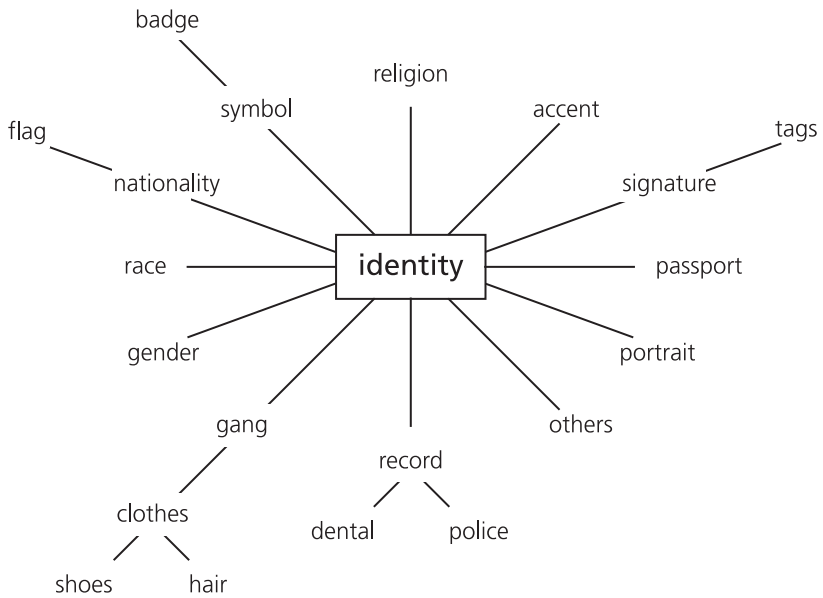 badge
religion
symbol
accent
flag
tags
nationality
signature
identity
race
passport
gender
portrait
gang
others
record
clothes
dental
police
shoes
hair